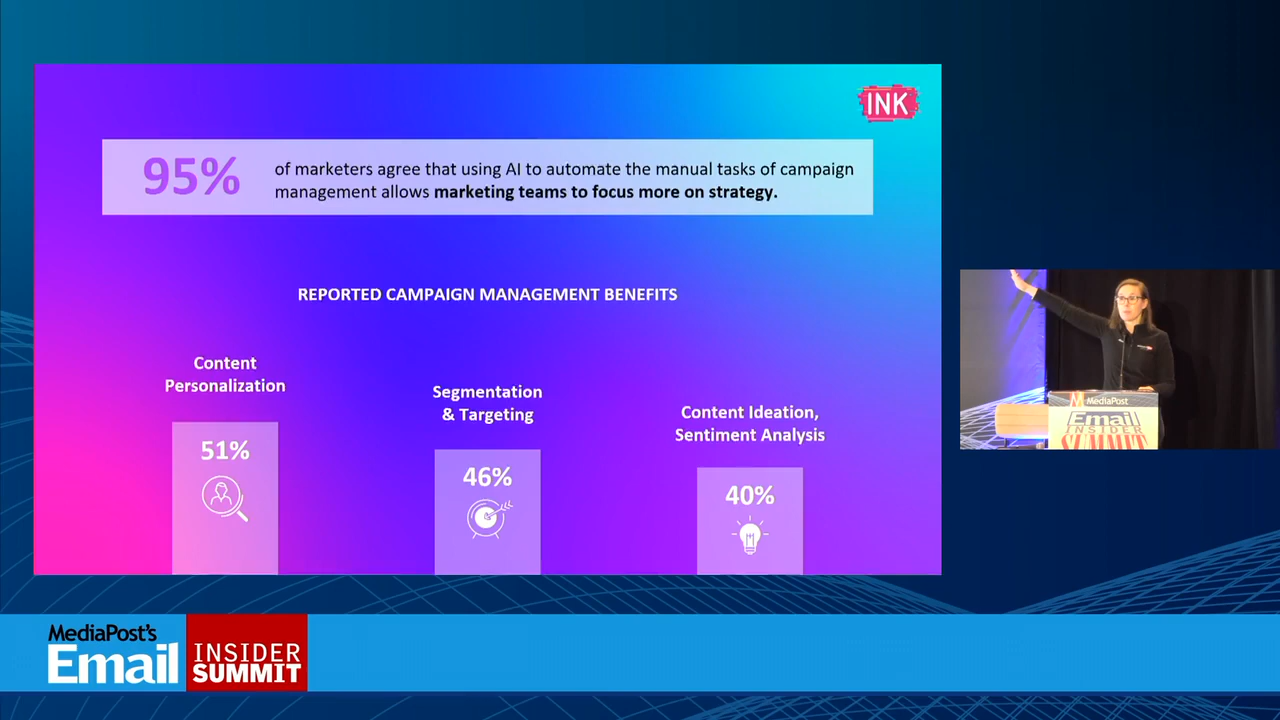 INK
95%
of marketers agree that using AI to automate the manual tasks of campaign
management allows marketing teams to focus more on strategy.
REPORTED CAMPAIGN MANAGEMENT BENEFITS
Content
Personalization
51%
Segmentation
& Targeting
46%
Content Ideation,
Sentiment Analysis
40%
MediaPost
Email
INSIDER
SUMMIT
MediaPost's
Email
INSIDER
SUMMIT